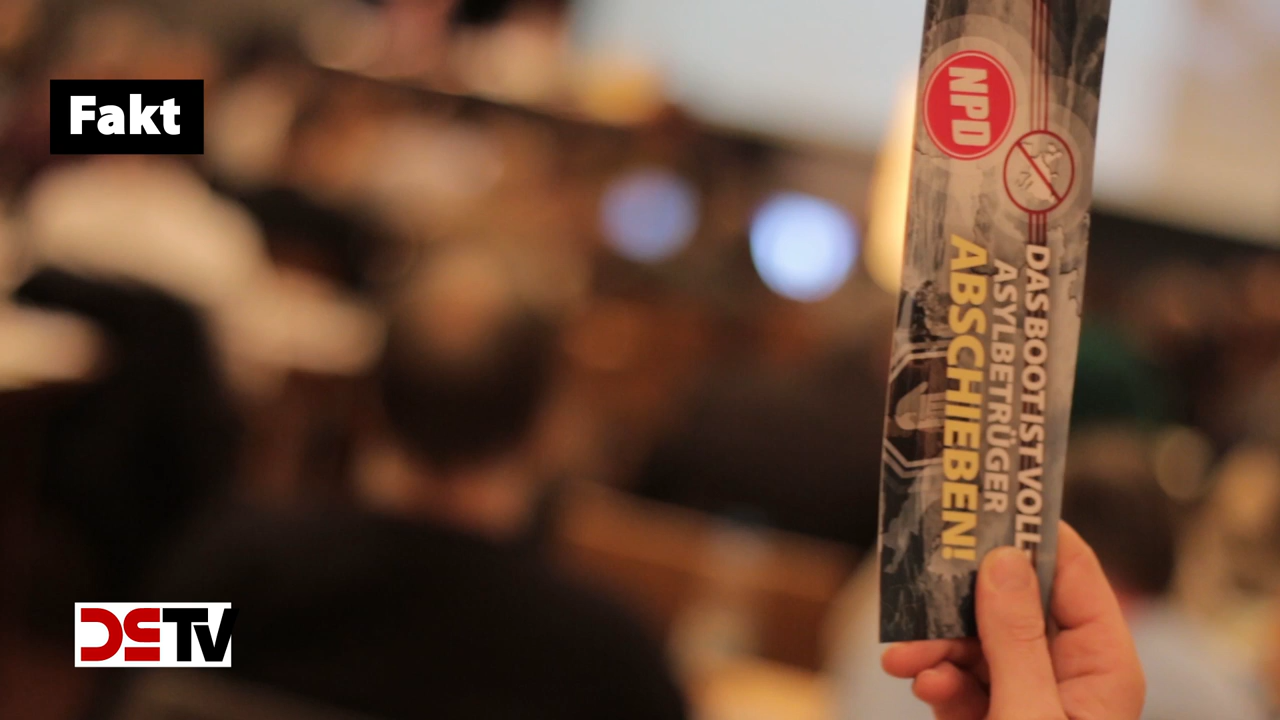 Fakt
NPD
DAS BOOT IST VOLL
ASYLBETRÜGER
ABSCHIEBEN!
DSTV